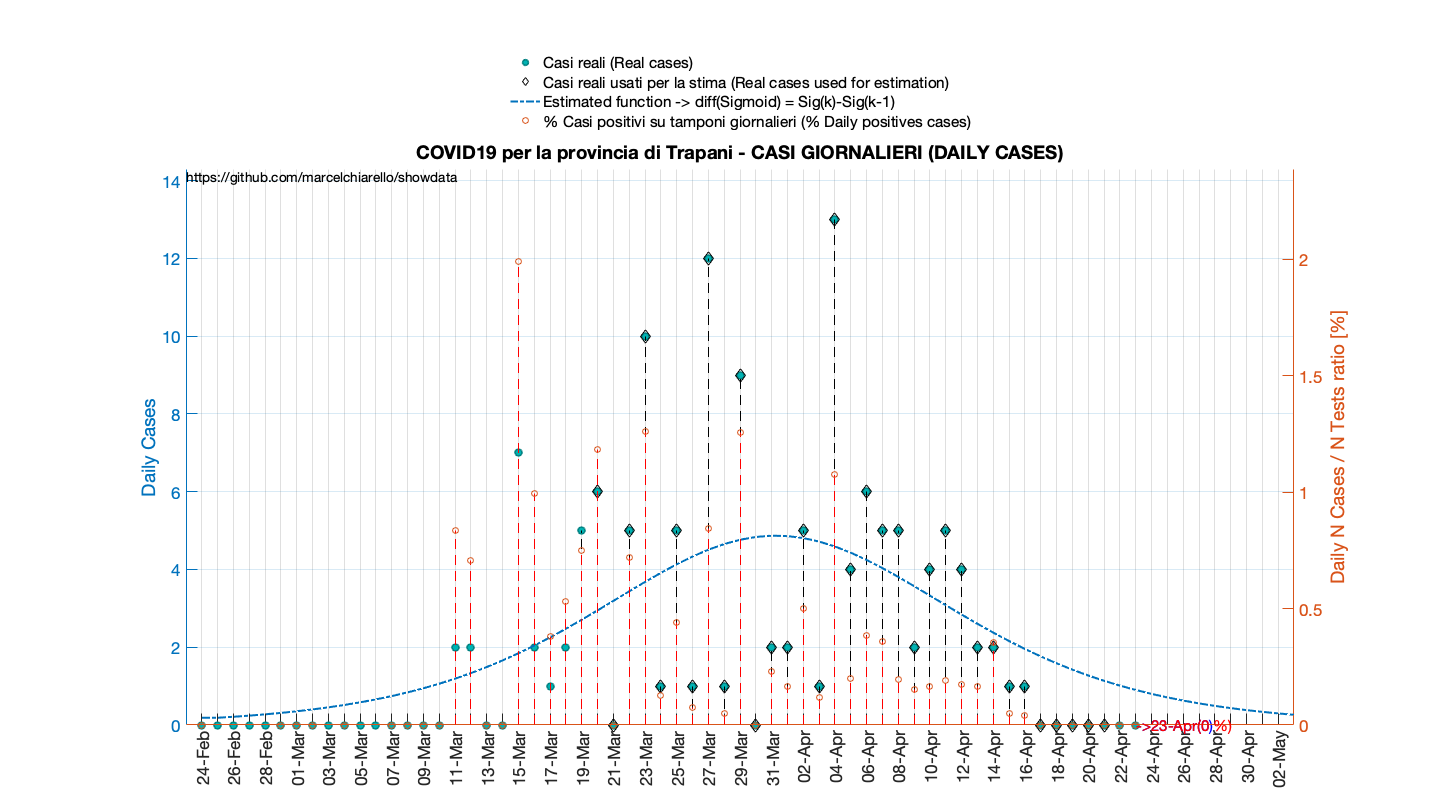 Casi reali (Real cases)
Casi reali usati per la stima (Real cases used for estimation)
Estimated function -> diff(Sigmoid) = Sig(k)-Sig(k-1)
% Casi positivi su tamponi giornalieri (% Daily positives cases)
COVID19 per la provincia di Trapani - CASI GIORNALIERI (DAILY CASES)
https://github.com/marcelchiarello/showdata
Daily Cases
14
12
10
8
6
4
2
0
Daily N Cases / N Tests ratio [%]
2
1.5
1
0.5
0
->23-Apr(0%)
24-Feb
26-Feb
28-Feb
01-Mar
03-Mar
05-Mar
07-Mar
09-Mar
11-Mar
13-Mar
15-Mar
17-Mar
19-Mar
21-Mar
23-Mar
25-Mar
27-Mar
29-Mar
31-Mar
02-Apr
04-Apr
06-Apr
08-Apr
10-Apr
12-Apr
14-Apr
16-Apr
18-Apr
20-Apr
22-Apr
24-Apr
26-Apr
28-Apr
30-Apr
02-May